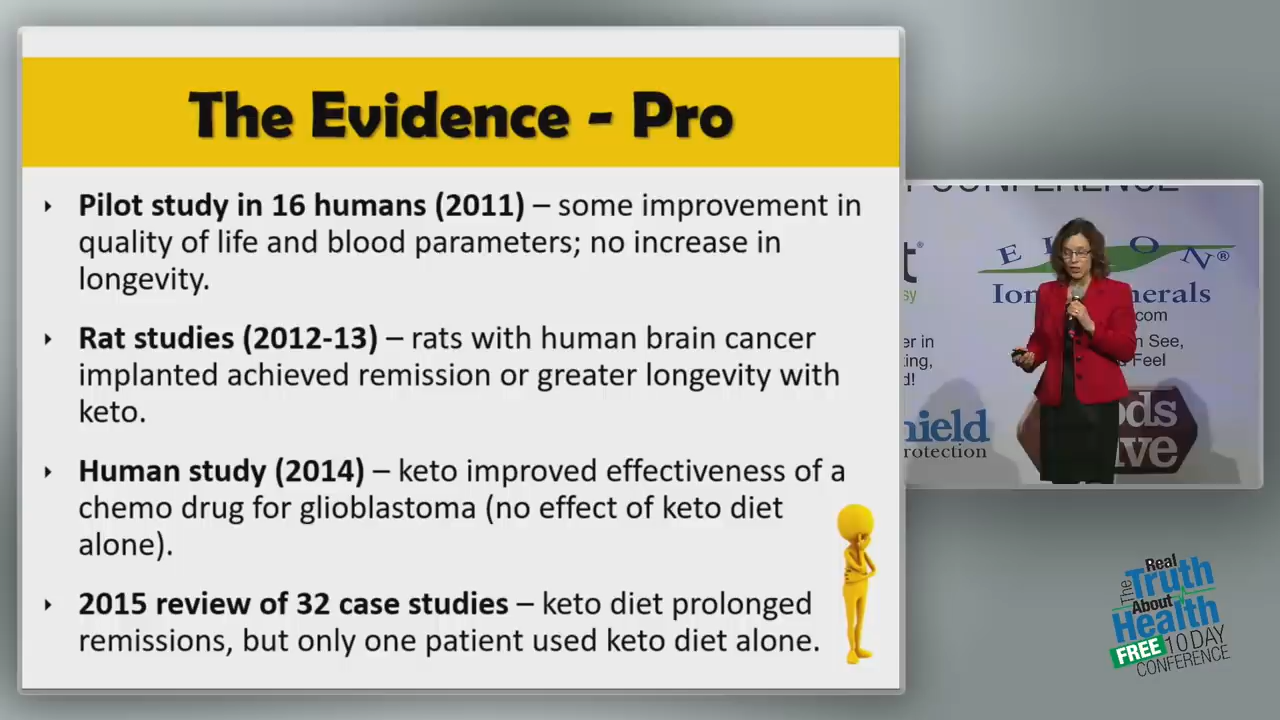 The Evidence - Pro
‣ Pilot study in 16 humans (2011) – some improvement in
quality of life and blood parameters; no increase in
longevity.
‣ Rat studies (2012-13) – rats with human brain cancer
implanted achieved remission or greater longevity with
keto.
‣ Human study (2014) – keto improved effectiveness of a
chemo drug for glioblastoma (no effect of keto diet
alone).
‣ 2015 review of 32 case studies – keto diet prolonged
remissions, but only one patient used keto diet alone.
CONFERENCE
The Real
Truth
About
Health
FREE 10 DAY
CONFERENCE